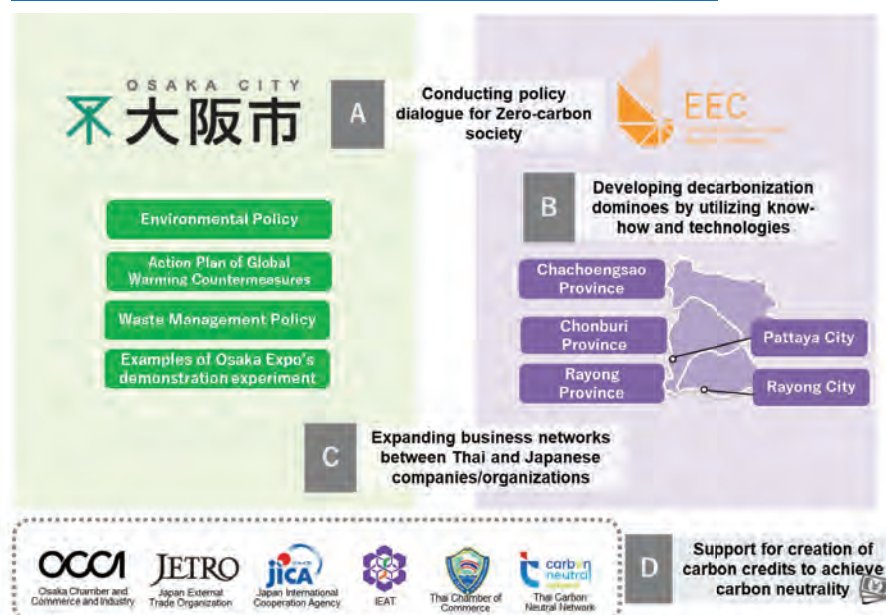 OSAKA CITY
大阪市
A
Conducting policy
dialogue for Zero-carbon
society
EEC
Environmental Policy
Action Plan of Global
Warming Countermeasures
Waste Management Policy
Examples of Osaka Expo's
demonstration experiment
B
Developing decarbonization
dominoes by utilizing know-
how and technologies
Chachoengsao
Province
Chonburi
Province
Rayong
Province
Pattaya City
Rayong City
C
Expanding business networks
between Thai and Japanese
companies/organizations
OCCI
Osaka Chamber and
Commerce and Industry
JETRO
Japan External
Trade Organization
jICA
Japan International
Cooperation Agency
IEAT
Thai Chamber of
Commerce
carbon
neutral
Thai Carbon
Neutral Network
D
Support for creation of
carbon credits to achieve
carbon neutrality